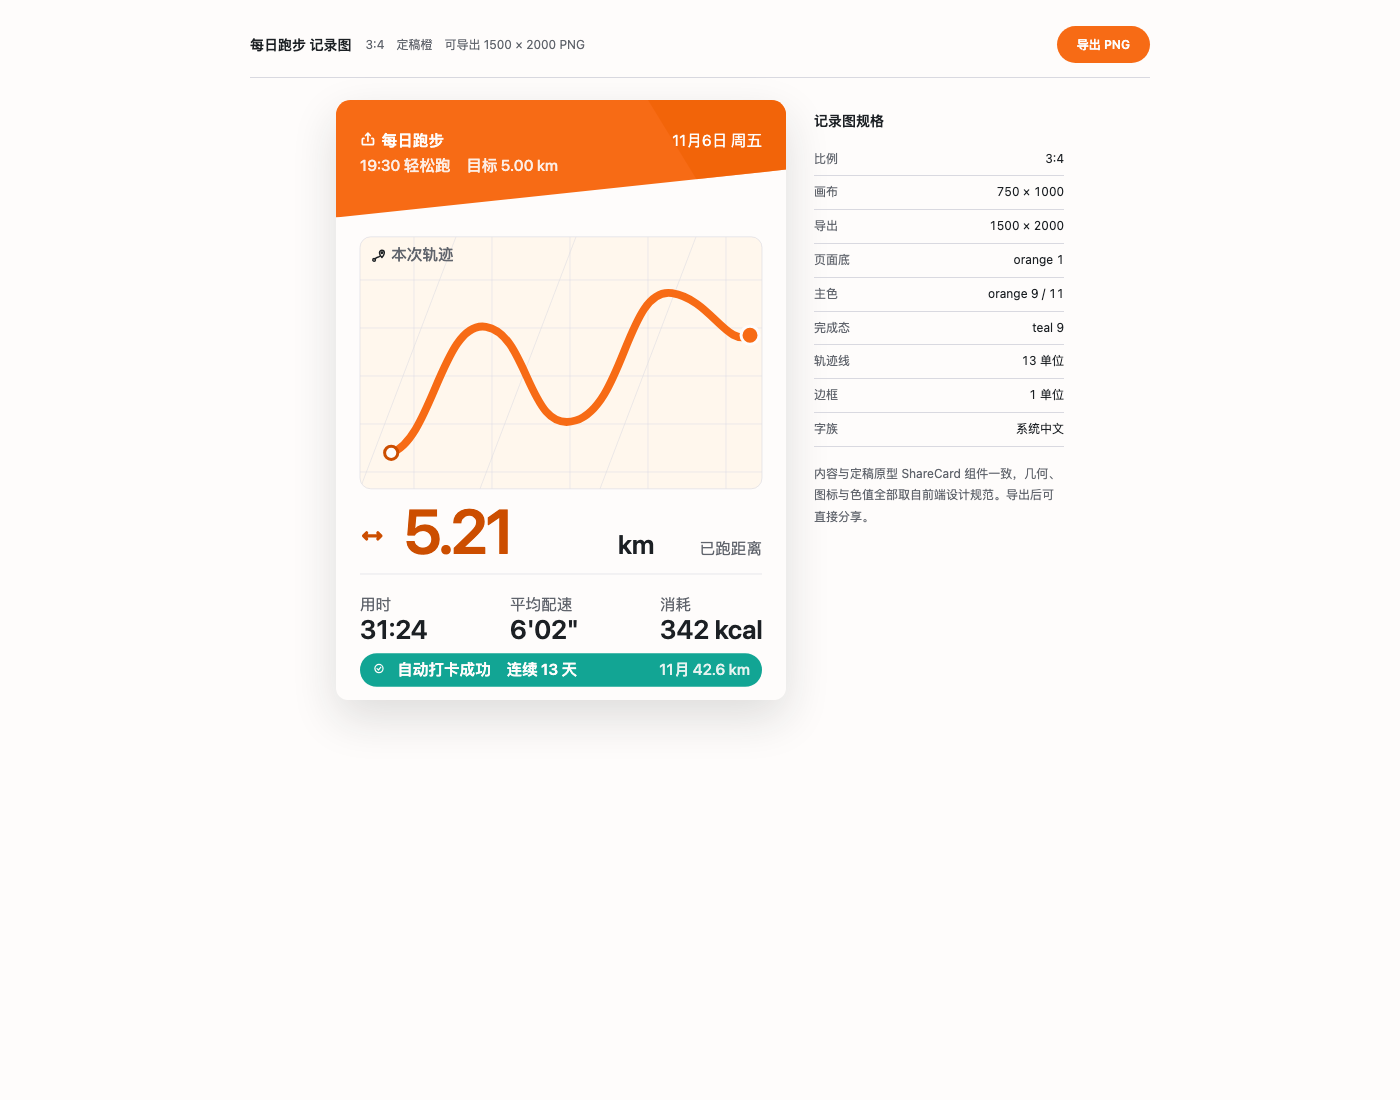 每日跑步 记录图 3:4 定稿橙 可导出 1500 × 2000 PNG
导出 PNG
每日跑步
11月6日 周五
19:30 轻松跑 目标 5.00 km
本次轨迹
5.21 km 已跑距离
用时 平均配速 消耗
31:24 6'02" 342 kcal
自动打卡成功 连续 13 天 11月 42.6 km
记录图规格
比例 3:4
画布 750 × 1000
导出 1500 × 2000
页面底 orange 1
主色 orange 9 / 11
完成态 teal 9
轨迹线 13 单位
边框 1 单位
字族 系统中文
内容与定稿原型 ShareCard 组件一致，几何、
图标与色值全部取自前端设计规范。导出后可
直接分享。